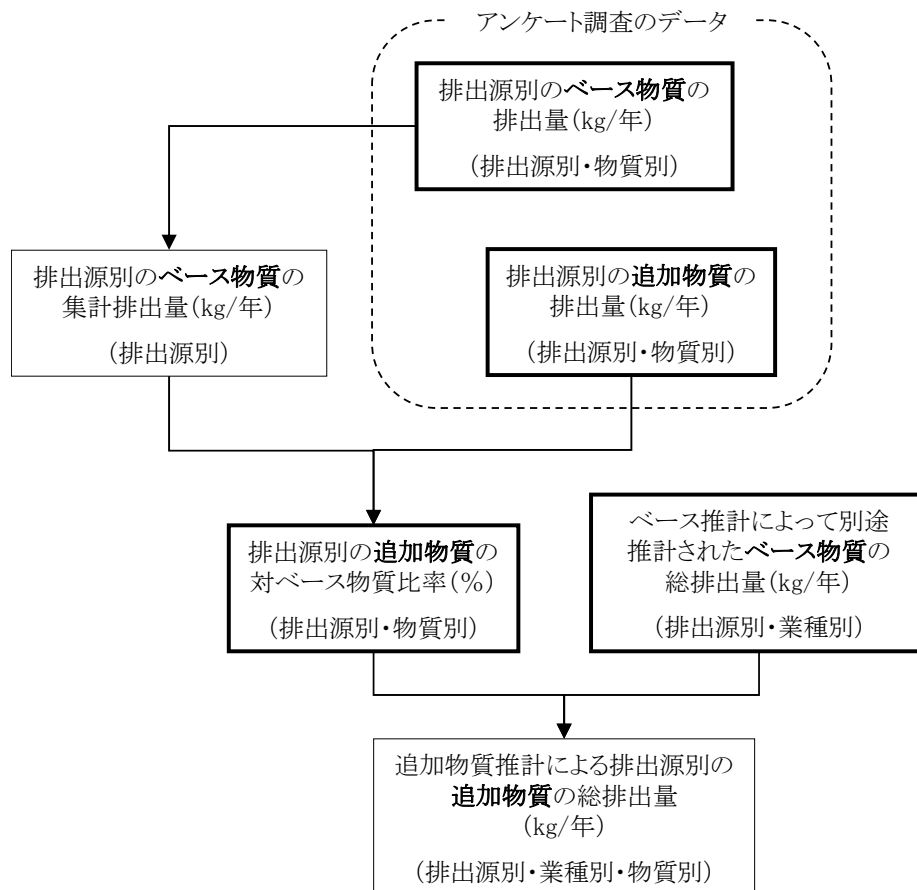 アンケート調査のデータ
排出源別のベース物質の
排出量(kg/年)
(排出源別・物質別)
排出源別のベース物質の
集計排出量(kg/年)
(排出源別)
排出源別の追加物質の
排出量(kg/年)
(排出源別・物質別)
排出源別の追加物質の
対ベース物質比率(%)
(排出源別・物質別)
ベース推計によって別途
推計されたベース物質の
総排出量(kg/年)
(排出源別・業種別)
追加物質推計による排出源別の
追加物質の総排出量
(kg/年)
(排出源別・業種別・物質別)